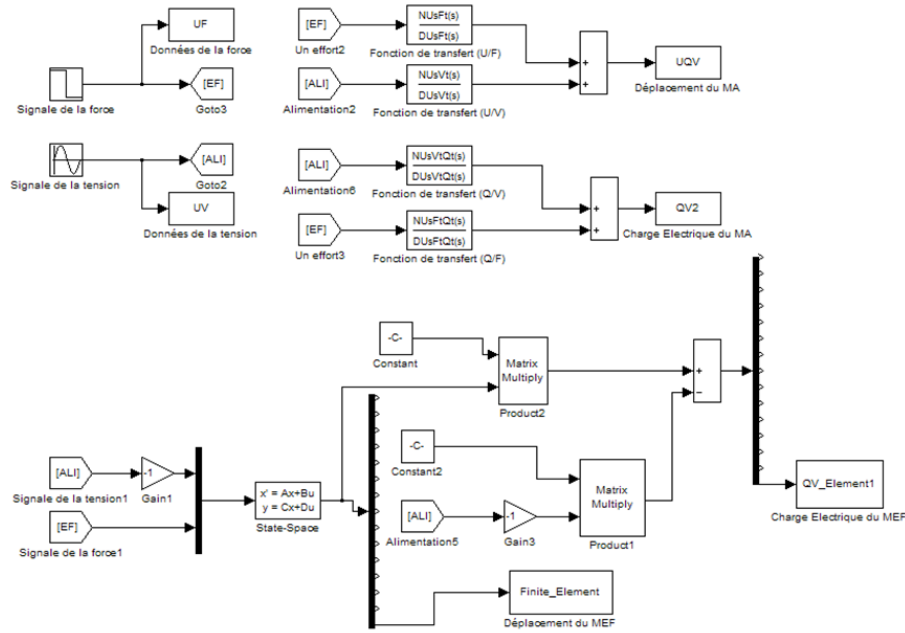 UF
Données de la force
[EF]
Goto3
Signale de la force
[EF]
Un effort2
NUsFt(s)
DUsFt(s)
Fonction de transfert (U/F)
[ALI]
Alimentation2
NUsVt(s)
DUsVt(s)
Fonction de transfert (U/V)
+
+
UQV
Déplacement du MA
Signale de la tension
[ALI]
Goto2
UV
Données de la tension
[ALI]
Alimentation6
NUsVtQt(s)
DUsVtQt(s)
Fonction de transfert (Q/V)
[EF]
Un effort3
NUsFtQt(s)
DUsFtQt(s)
Fonction de transfert (Q/F)
+
+
QV2
Charge Electrique du MA
-C-
Constant
Matrix
Multiply
Product2
+
−
-C-
Constant2
[ALI]
Signale de la tension1
-1
Gain1
[EF]
Signale de la force1
x' = Ax+Bu
y = Cx+Du
State-Space
[ALI]
Alimentation5
-1
Gain3
Matrix
Multiply
Product1
QV_Element1
Charge Electrique du MEF
Finite_Element
Déplacement du MEF